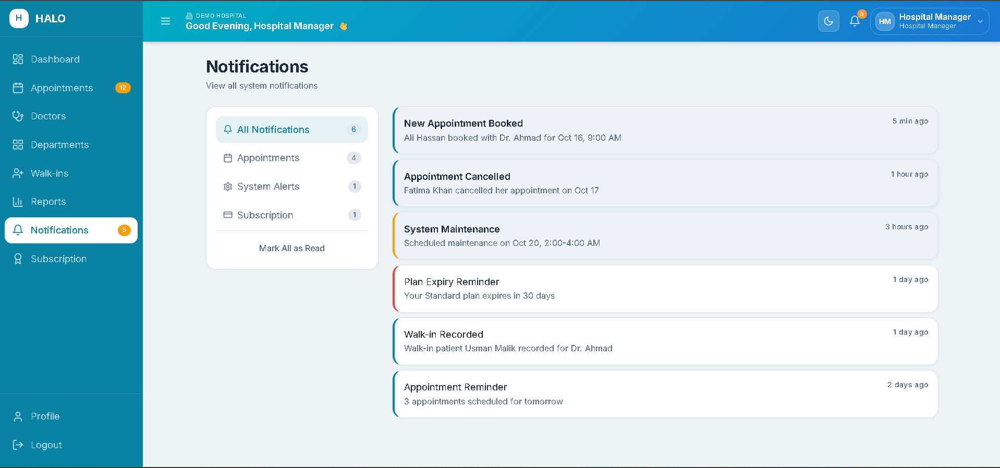 H HALO
DEMO HOSPITAL
Good Evening, Hospital Manager 👋
5
HM
Hospital Manager
Hospital Manager
Dashboard
Appointments 12
Doctors
Departments
Walk-ins
Reports
Notifications 5
Subscription
Profile
Logout
Notifications
View all system notifications
All Notifications 6
Appointments 4
System Alerts 1
Subscription 1
Mark All as Read
New Appointment Booked 5 min ago
Ali Hassan booked with Dr. Ahmad for Oct 16, 9:00 AM
Appointment Cancelled 1 hour ago
Fatima Khan cancelled her appointment on Oct 17
System Maintenance 3 hours ago
Scheduled maintenance on Oct 20, 2:00-4:00 AM
Plan Expiry Reminder 1 day ago
Your Standard plan expires in 30 days
Walk-in Recorded 1 day ago
Walk-in patient Usman Malik recorded for Dr. Ahmad
Appointment Reminder 2 days ago
3 appointments scheduled for tomorrow